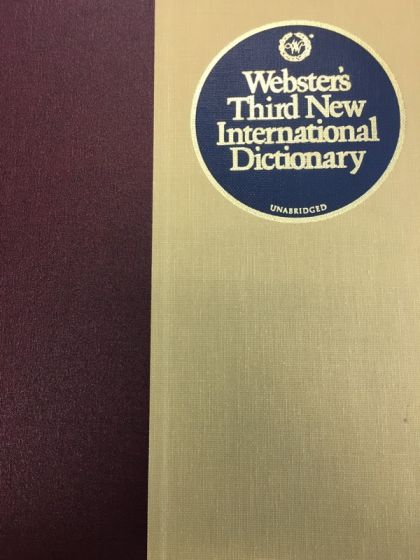 Webster's
Third New
International
Dictionary
UNABRIDGED